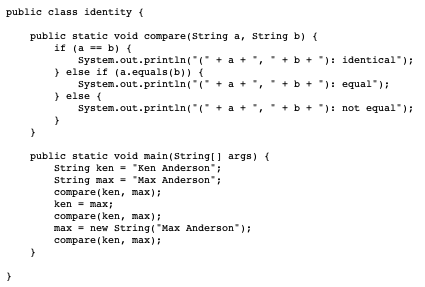 public class identity {
    public static void compare(String a, String b) {
        if (a == b) {
            System.out.println("(" + a + ", " + b + "): identical");
        } else if (a.equals(b)) {
            System.out.println("(" + a + ", " + b + "): equal");
        } else {
            System.out.println("(" + a + ", " + b + "): not equal");
        }
    }
    public static void main(String[] args) {
        String ken = "Ken Anderson";
        String max = "Max Anderson";
        compare(ken, max);
        ken = max;
        compare(ken, max);
        max = new String("Max Anderson");
        compare(ken, max);
    }
}